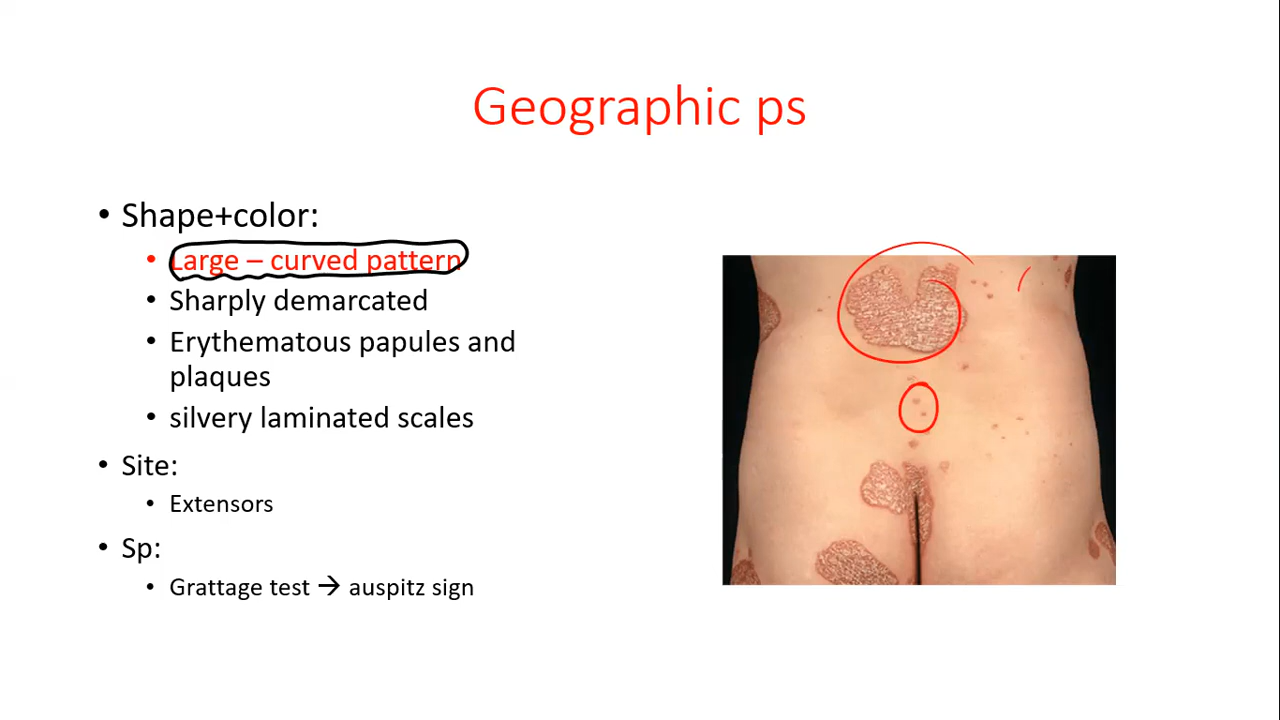 Geographic ps
• Shape+color:
• Large – curved pattern
• Sharply demarcated
• Erythematous papules and
plaques
• silvery laminated scales
• Site:
• Extensors
• Sp:
• Grattage test → auspitz sign